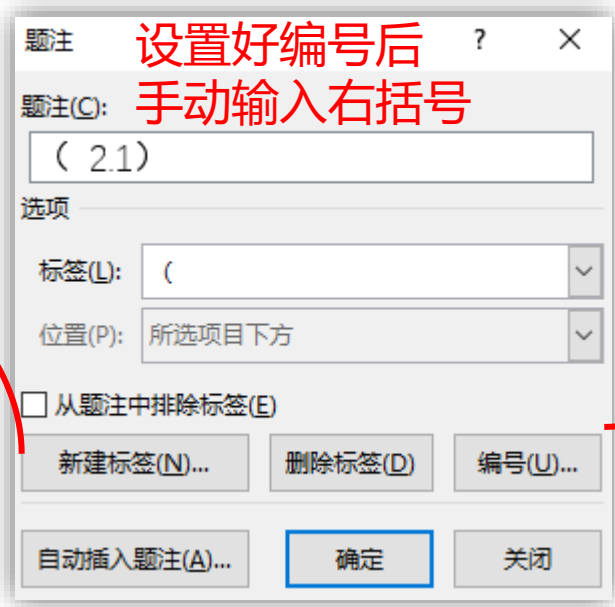 题注 设置好编号后 ? ×
题注(C): 手动输入右括号
（ 2.1）
选项
标签(L): （
位置(P): 所选项目下方
从题注中排除标签(E)
新建标签(N)... 删除标签(D) 编号(U)...
自动插入题注(A)... 确定 关闭